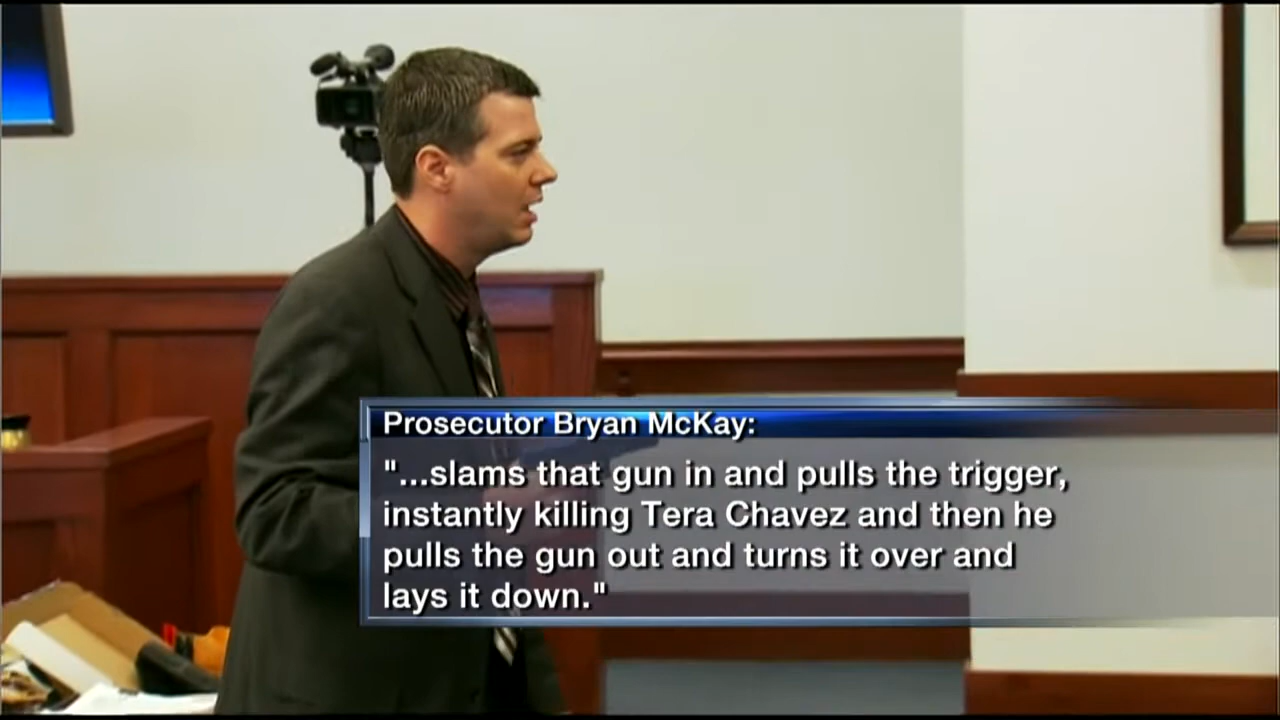 Prosecutor Bryan McKay:
"...slams that gun in and pulls the trigger,
instantly killing Tera Chavez and then he
pulls the gun out and turns it over and
lays it down."